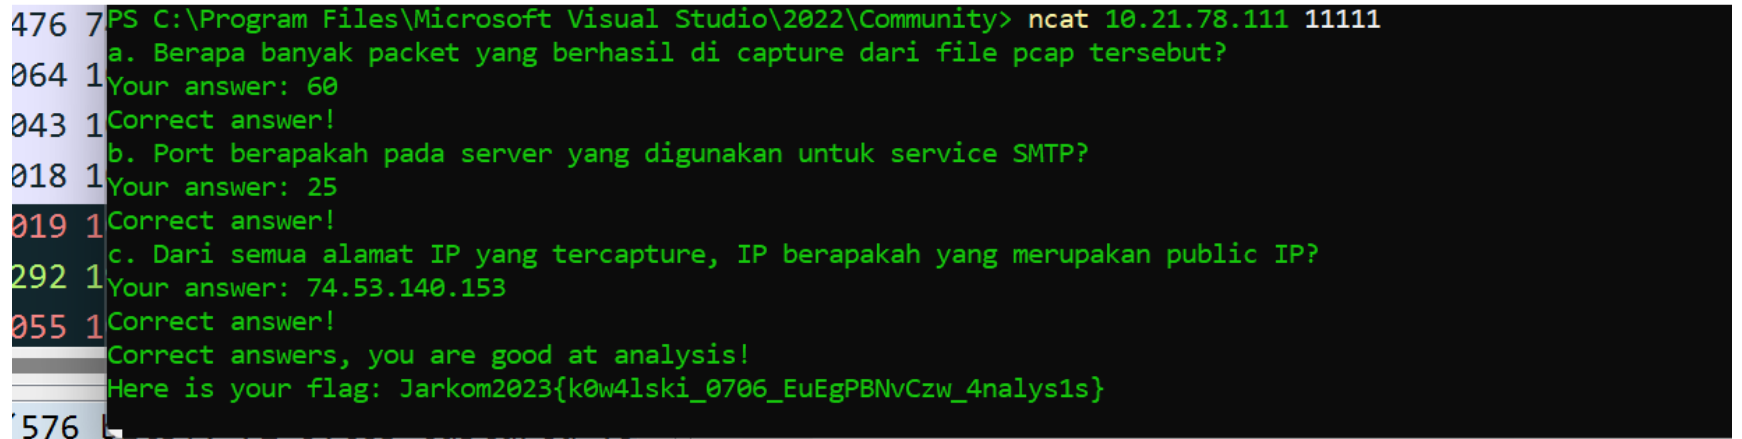 476 7
064 1
043 1
018 1
019 1
292 1
055 1
576
PS C:\Program Files\Microsoft Visual Studio\2022\Community> ncat 10.21.78.111 11111
a. Berapa banyak packet yang berhasil di capture dari file pcap tersebut?
Your answer: 60
Correct answer!
b. Port berapakah pada server yang digunakan untuk service SMTP?
Your answer: 25
Correct answer!
c. Dari semua alamat IP yang tercapture, IP berapakah yang merupakan public IP?
Your answer: 74.53.140.153
Correct answer!
Correct answers, you are good at analysis!
Here is your flag: Jarkom2023{k0w4lski_0706_EuEgPBNvCzw_4nalys1s}